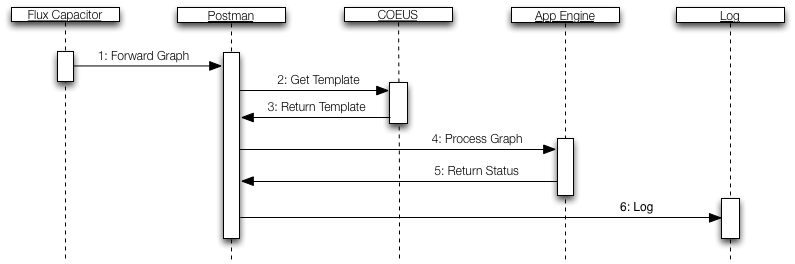 Flux Capacitor
Postman
COEUS
App Engine
Log
1: Forward Graph
2: Get Template
3: Return Template
4: Process Graph
5: Return Status
6: Log